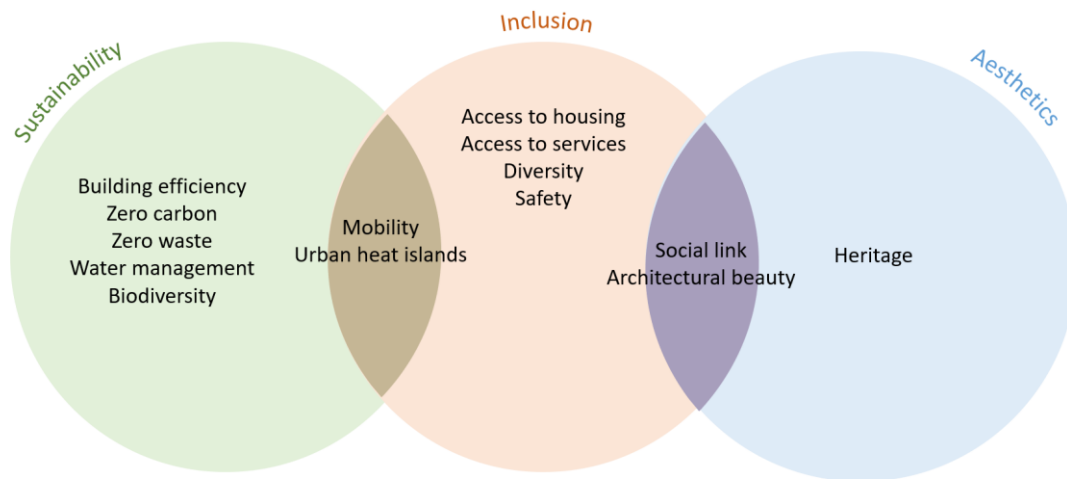 Sustainability
Inclusion
Aesthetics
Building efficiency
Zero carbon
Zero waste
Water management
Biodiversity
Mobility
Urban heat islands
Access to housing
Access to services
Diversity
Safety
Social link
Architectural beauty
Heritage